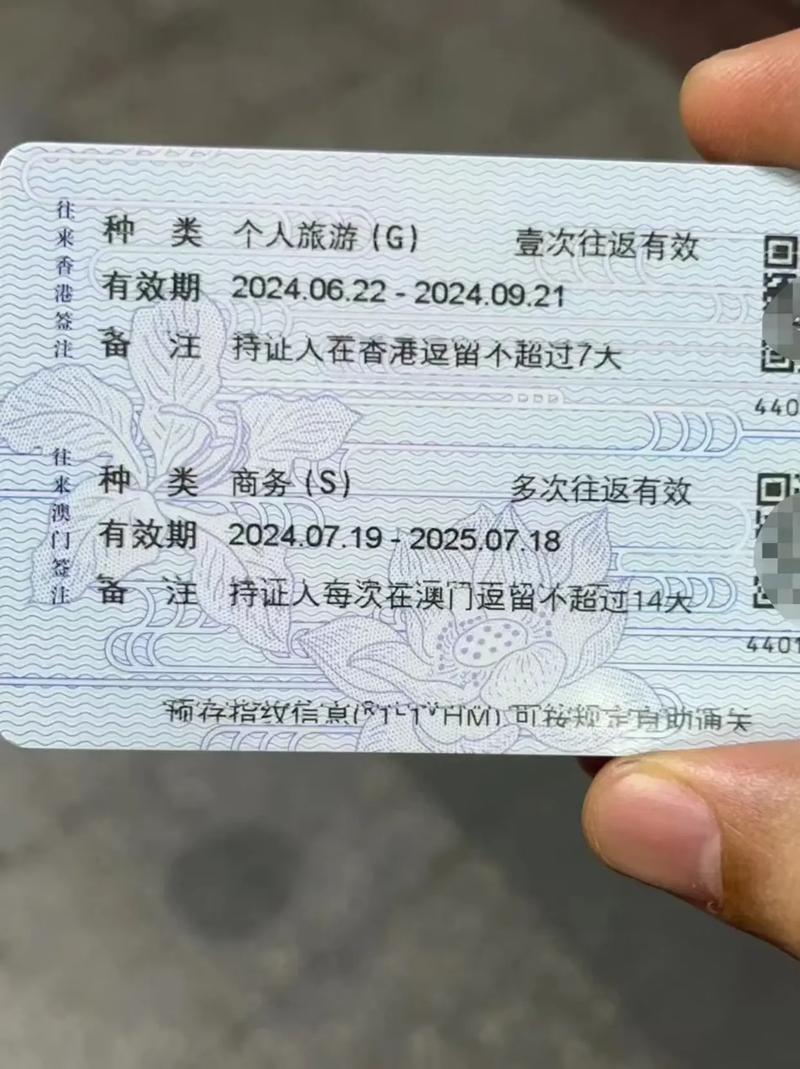 往来香港签注
种 类 个人旅游(G) 壹次往返有效
有效期 2024.06.22 - 2024.09.21
备 注 持证人在香港逗留不超过7天
440
往来澳门签注
种 类 商务(S) 多次往返有效
有效期 2024.07.19 - 2025.07.18
备 注 持证人每次在澳门逗留不超过14天
4401
预存指纹信息( HM)可按规定自助通关